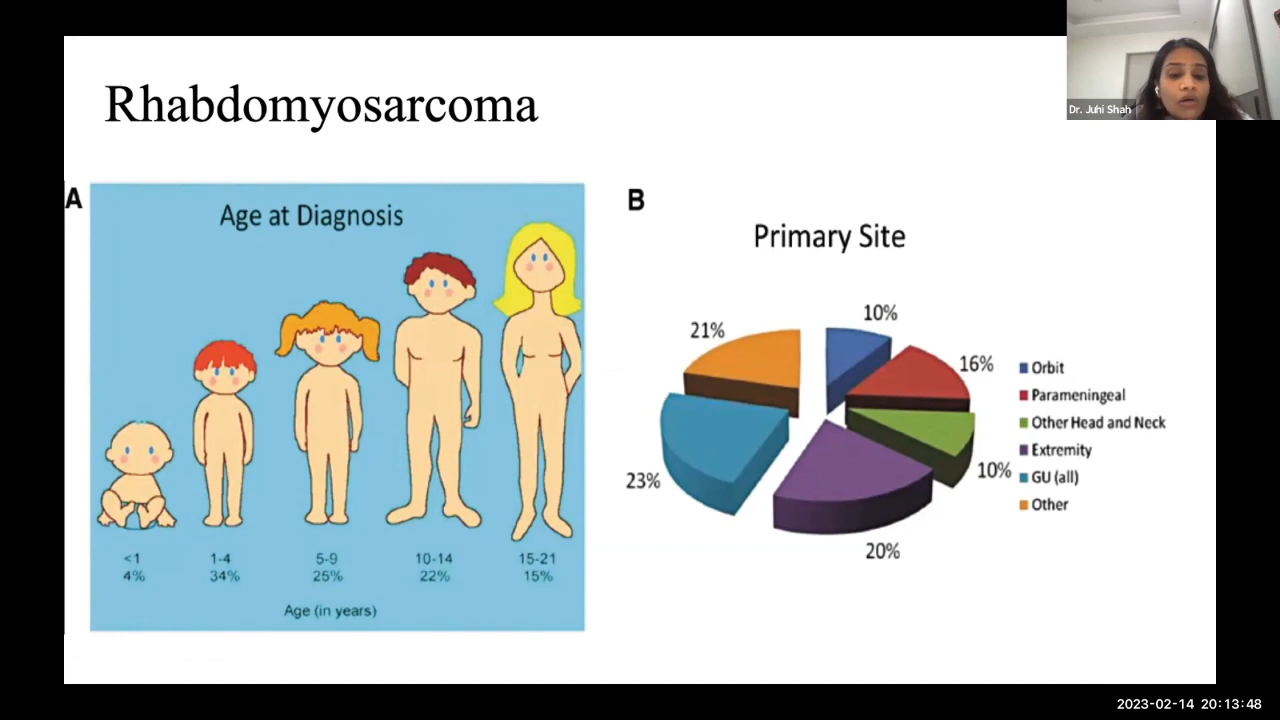 Rhabdomyosarcoma
Dr. Juhi Shah
A
Age at Diagnosis
<1 1-4 5-9 10-14 15-21
4% 34% 25% 22% 15%
Age (in years)
B
Primary Site
10%
21%
16%
23%
10%
20%
Orbit
Parameningeal
Other Head and Neck
Extremity
GU (all)
Other
2023-02-14 20:13:48